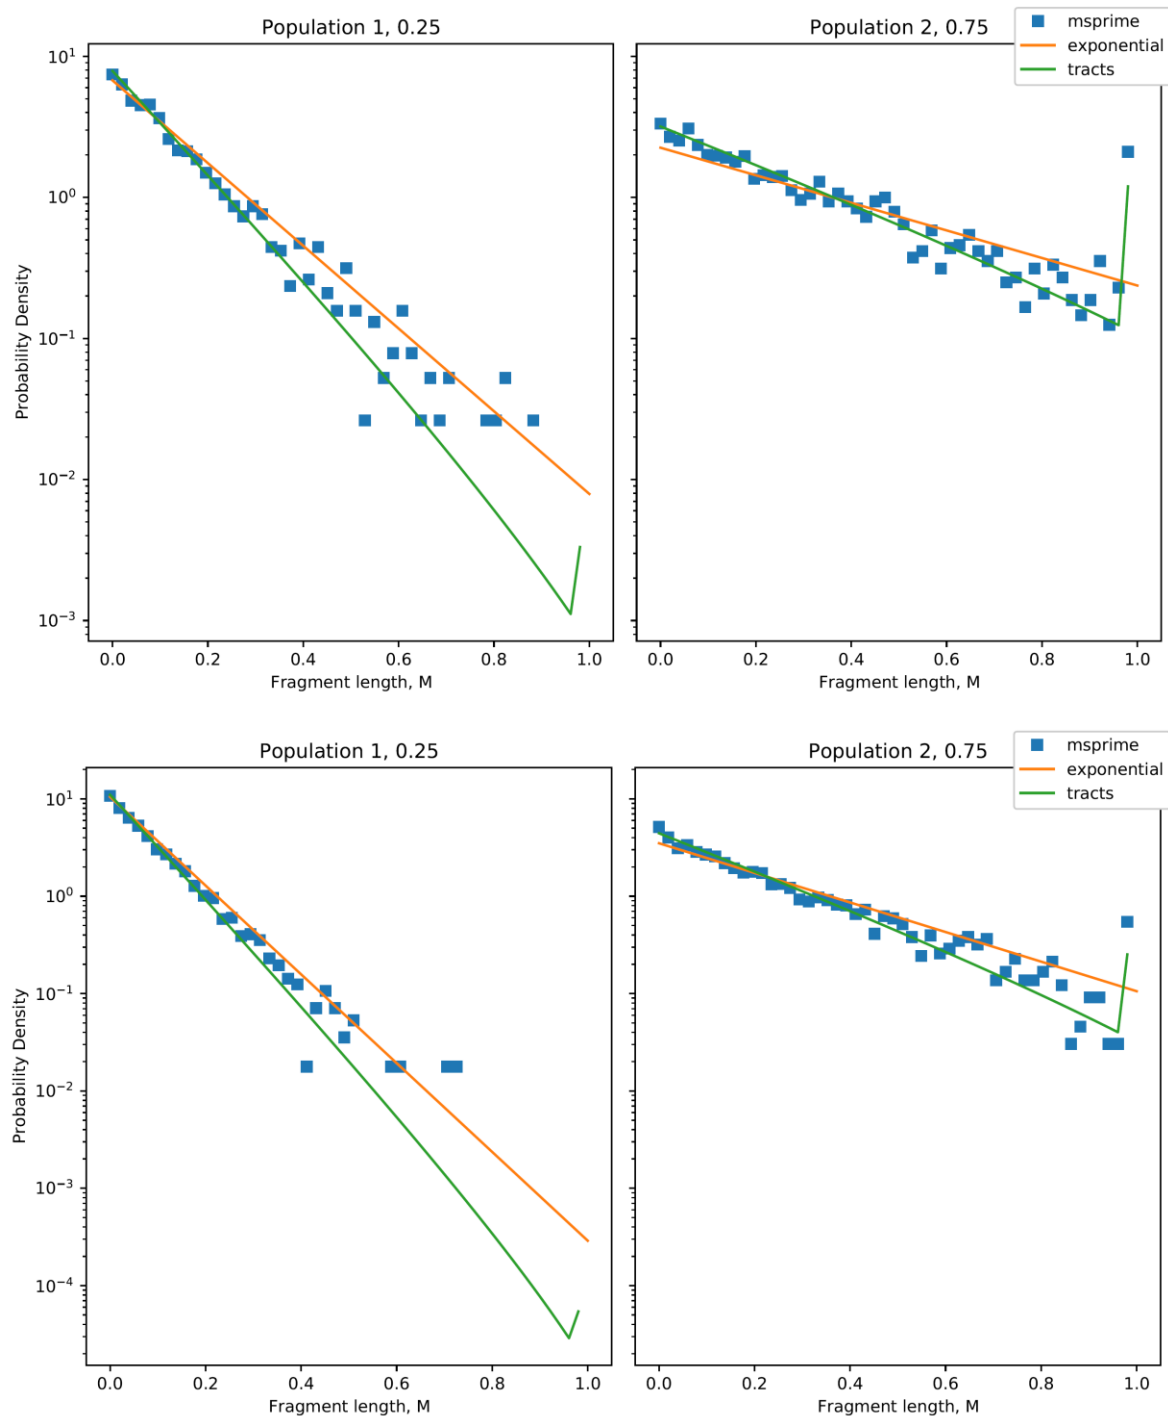 Population 1, 0.25
Population 2, 0.75
msprime
exponential
tracts
Probability Density
10^1
10^0
10^-1
10^-2
10^-3
0.0 0.2 0.4 0.6 0.8 1.0
Fragment length, M
0.0 0.2 0.4 0.6 0.8 1.0
Fragment length, M
Population 1, 0.25
Population 2, 0.75
msprime
exponential
tracts
Probability Density
10^1
10^0
10^-1
10^-2
10^-3
10^-4
0.0 0.2 0.4 0.6 0.8 1.0
Fragment length, M
0.0 0.2 0.4 0.6 0.8 1.0
Fragment length, M